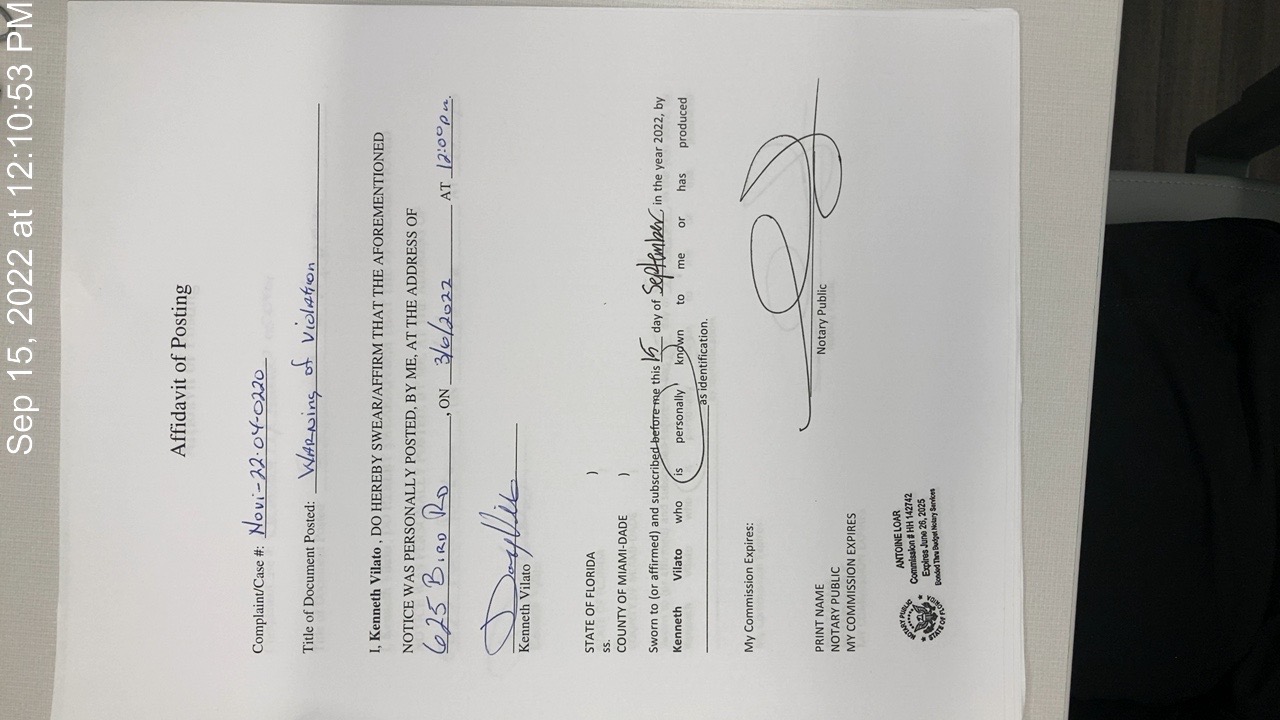 Sep 15, 2022 at 12:10:53 PM
Affidavit of Posting
Complaint/Case #: Novi-22-04-0220
Title of Document Posted: Warning of Violation
I, Kenneth Vilato , DO HEREBY SWEAR/AFFIRM THAT THE AFOREMENTIONED
NOTICE WAS PERSONALLY POSTED, BY ME, AT THE ADDRESS OF
625 Bird Rd , ON 3/6/2022 AT 12:00 pm.
Kenneth Vilato
STATE OF FLORIDA )
ss.
COUNTY OF MIAMI-DADE )
Sworn to (or affirmed) and subscribed before me this 15 day of September in the year 2022, by
Kenneth Vilato who is personally known to me or has produced
as identification.
My Commission Expires:
Notary Public
PRINT NAME
NOTARY PUBLIC
MY COMMISSION EXPIRES
NOTARY PUBLIC
STATE OF FLORIDA
ANTOINE LOAR
Commission # HH 142742
Expires June 26, 2025
Bonded Thru Budget Notary Services